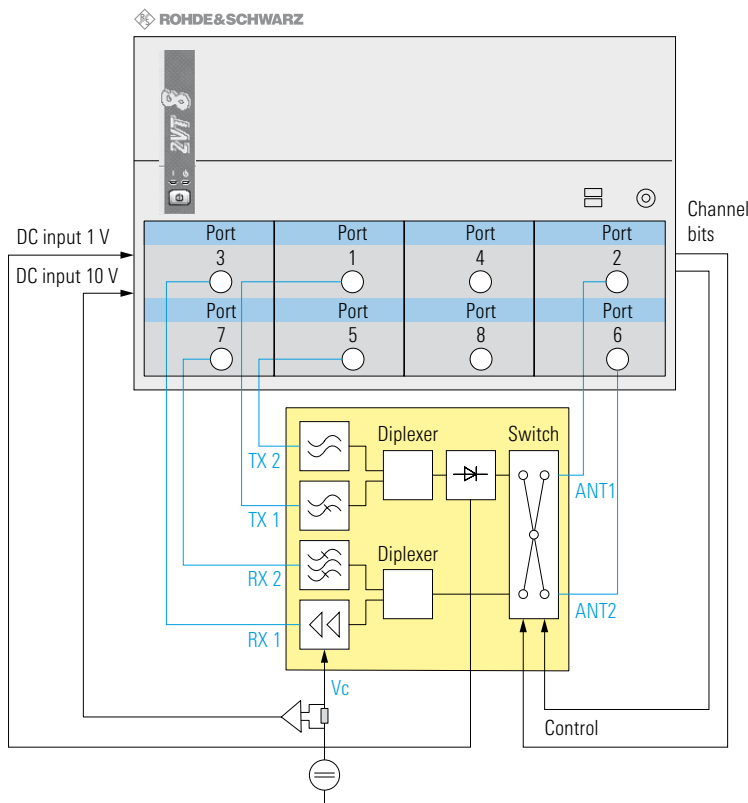 ROHDE&SCHWARZ
ZVT 8
Channel
bits
DC input 1 V
DC input 10 V
Port
3
Port
1
Port
4
Port
2
Port
7
Port
5
Port
8
Port
6
Diplexer
Switch
TX 2
ANT1
TX 1
Diplexer
RX 2
ANT2
RX 1
Vc
Control